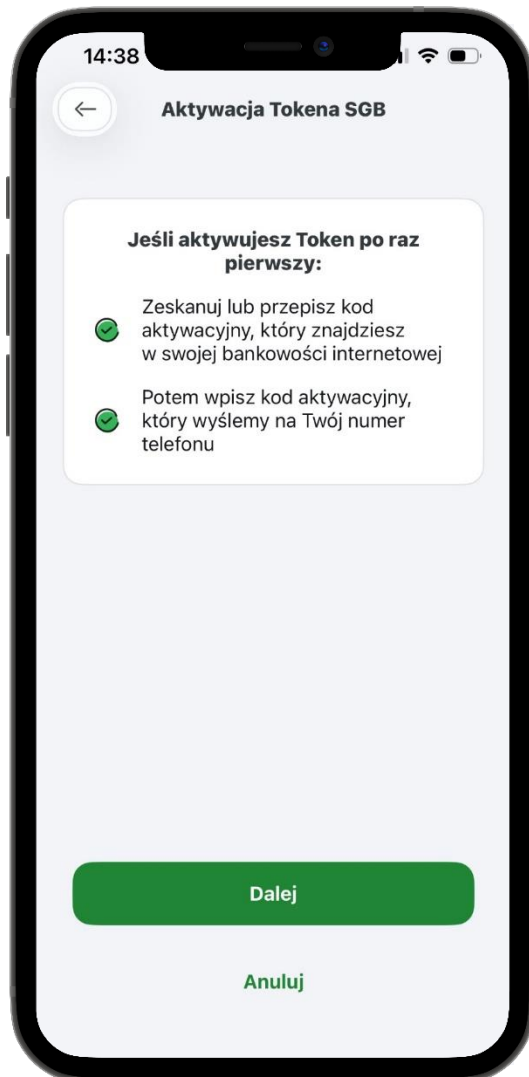 14:38
Aktywacja Tokena SGB
Jeśli aktywujesz Token po raz
pierwszy:
Zeskanuj lub przepisz kod
aktywacyjny, który znajdziesz
w swojej bankowości internetowej
Potem wpisz kod aktywacyjny,
który wyślemy na Twój numer
telefonu
Dalej
Anuluj